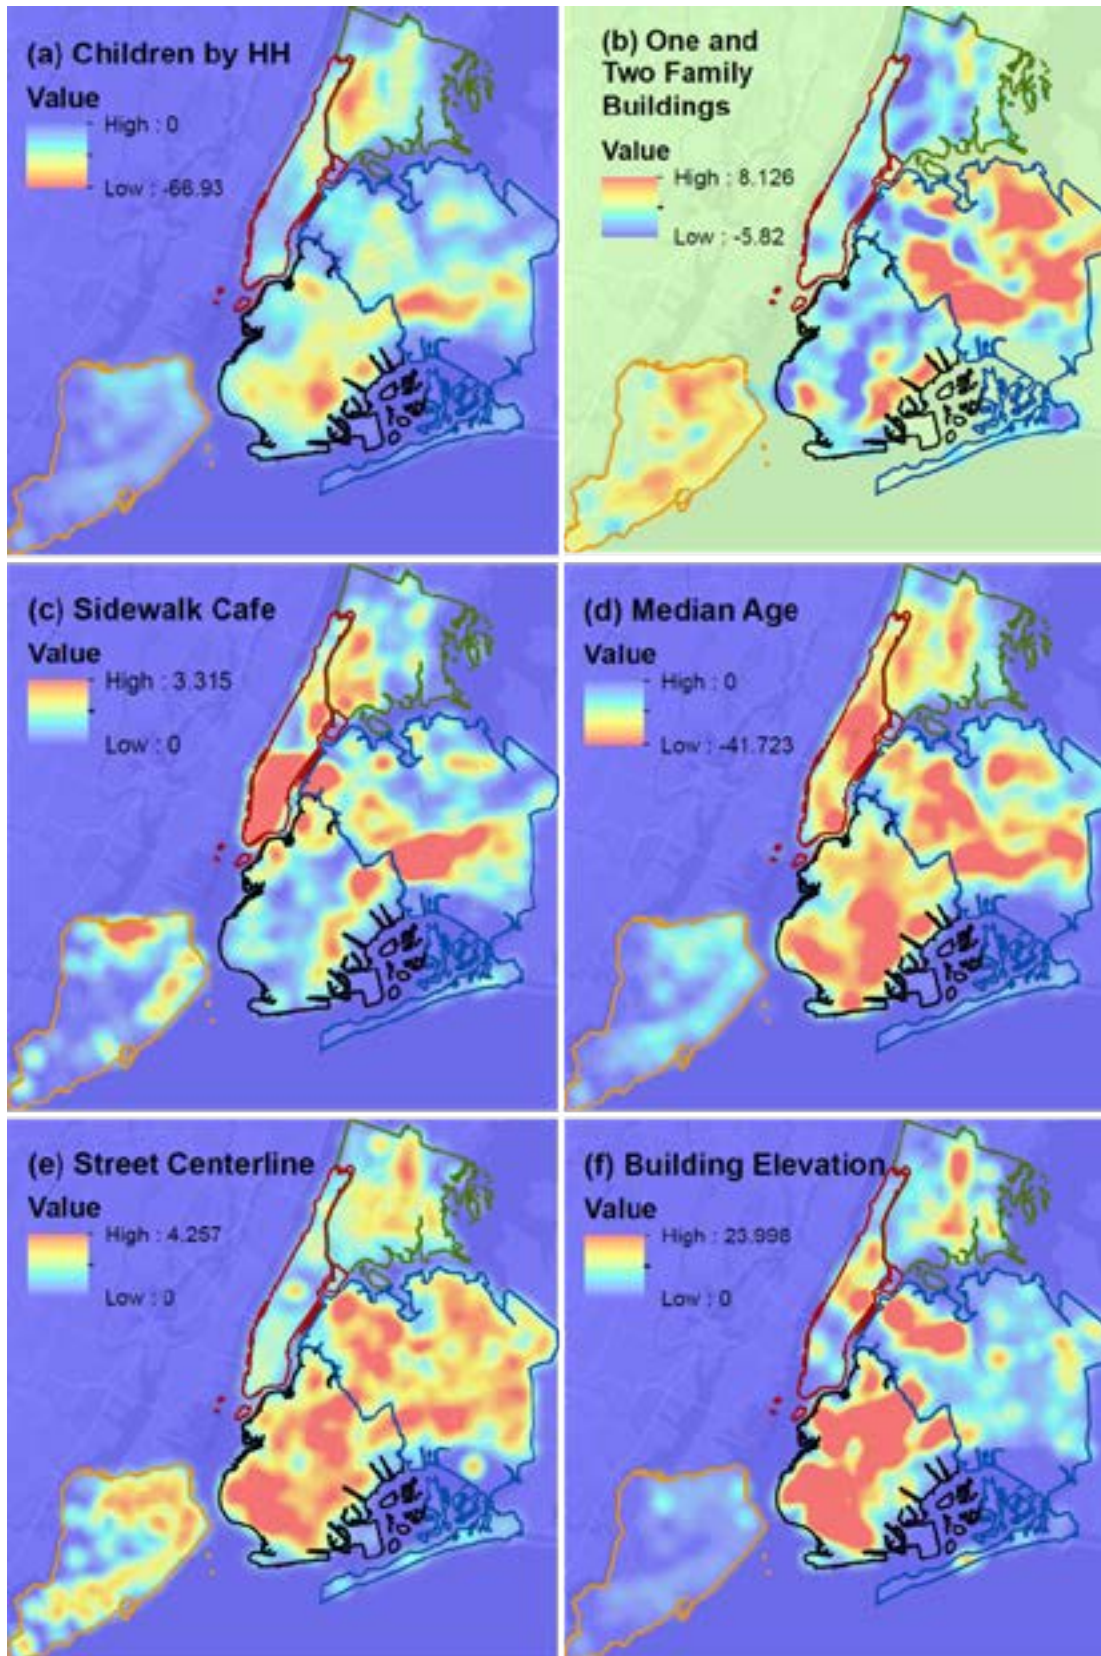 (a) Children by HH
Value
High : 0
Low : -66.93
(b) One and
Two Family
Buildings
Value
High : 8.126
Low : -5.82
(c) Sidewalk Cafe
Value
High : 3.315
Low : 0
(d) Median Age
Value
High : 0
Low : -41.723
(e) Street Centerline
Value
High : 4.257
Low : 0
(f) Building Elevation
Value
High : 23.998
Low : 0